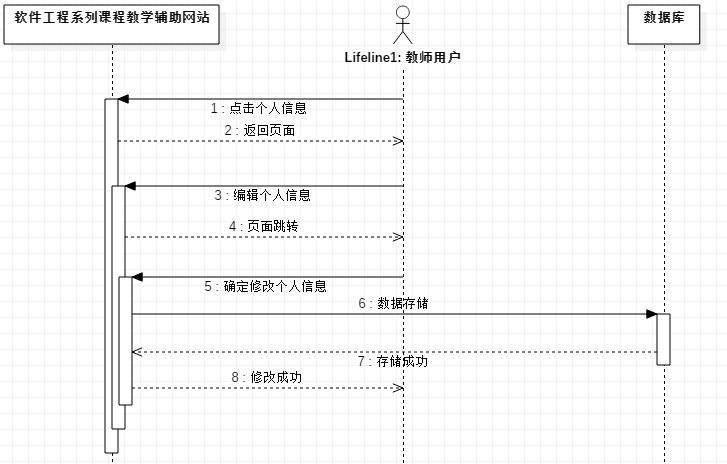 软件工程系列课程教学辅助网站
Lifeline1: 教师用户
数据库
1 : 点击个人信息
2 : 返回页面
3 : 编辑个人信息
4 : 页面跳转
5 : 确定修改个人信息
6 : 数据存储
7 : 存储成功
8 : 修改成功